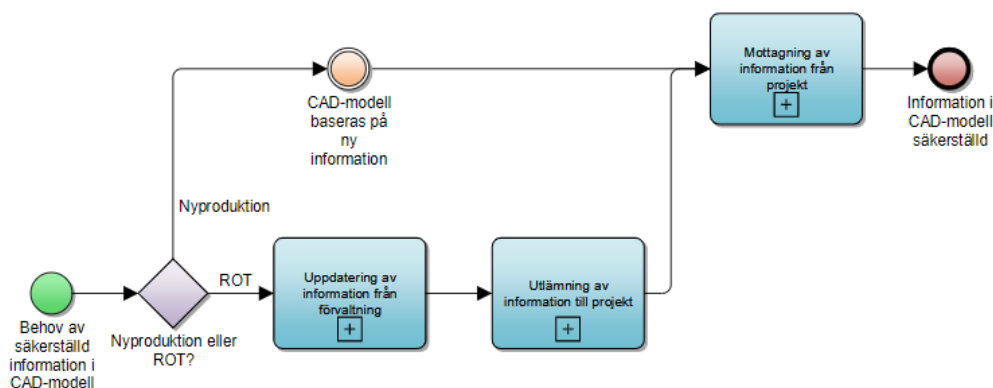 Mottagning av
information från
projekt
CAD-modell
baseras på
ny
information
Information i
CAD-modell
säkerställd
Nyproduktion
ROT
Uppdatering av
information från
förvaltning
Utlämning av
information till projekt
Behov av
säkerställd
information i
CAD-modell
Nyproduktion eller
ROT?